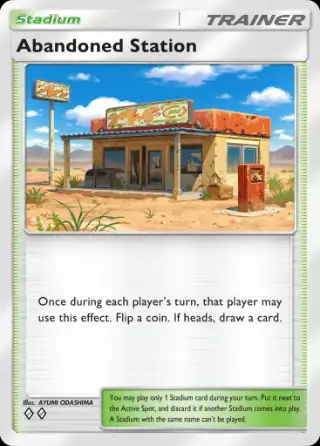 Stadium
TRAINER
Abandoned Station
Once during each player's turn, that player may
use this effect. Flip a coin. If heads, draw a card.
Illus. AYUMI ODASHIMA
You may play only 1 Stadium card during your turn. Put it next to
the Active Spot, and discard it if another Stadium comes into play.
A Stadium with the same name can't be played.